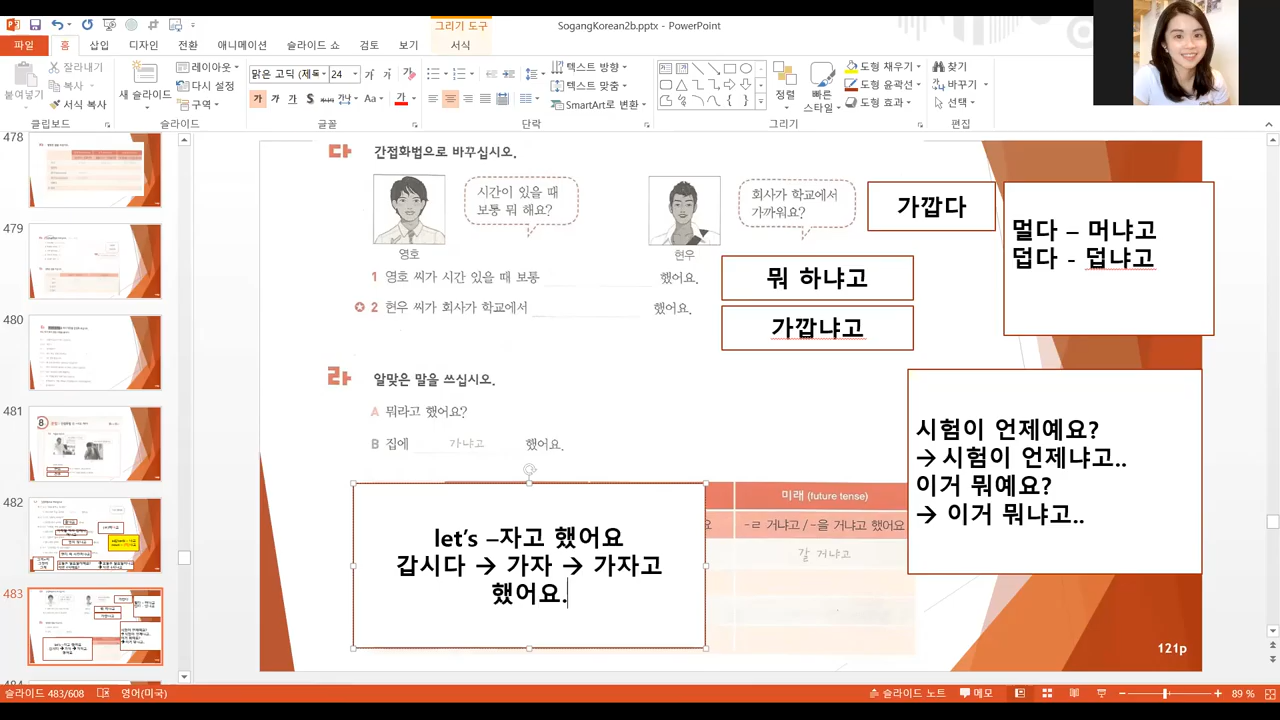 SogangKorean2b.pptx - PowerPoint
그리기 도구
파일
홈
삽입
디자인
전환
애니메이션
슬라이드 쇼
검토
보기
서식
붙여넣기
잘라내기
복사
서식 복사
클립보드
새 슬라이드
레이아웃
다시 설정
구역
슬라이드
24
글꼴
텍스트 방향
텍스트 맞춤
SmartArt로 변환
단락
정렬
빠른 스타일
도형 채우기
도형 윤곽선
도형 효과
그리기
찾기
바꾸기
선택
편집
478
479
480
481
482
483
다 간접화법으로 바꾸십시오.
시간이 있을 때
보통 뭐 해요?
영호
회사가 학교에서
가까워요?
현우
가깝다
멀다 – 머냐고
덥다 - 덥냐고
1 영호 씨가 시간 있을 때 보통 했어요.
뭐 하냐고
2 현우 씨가 회사가 학교에서 했어요.
가깝냐고
라 알맞은 말을 쓰십시오.
A 뭐라고 했어요?
B 집에 가냐고 했어요.
시험이 언제예요?
→ 시험이 언제냐고..
이거 뭐예요?
→ 이거 뭐냐고..
미래 (future tense)
-ㄹ 거냐고 / -을 거냐고 했어요
갈 거냐고
let's –자고 했어요
갑시다 → 가자 → 가자고
했어요.
121p
슬라이드 483/608
영어(미국)
슬라이드 노트
메모
89 %